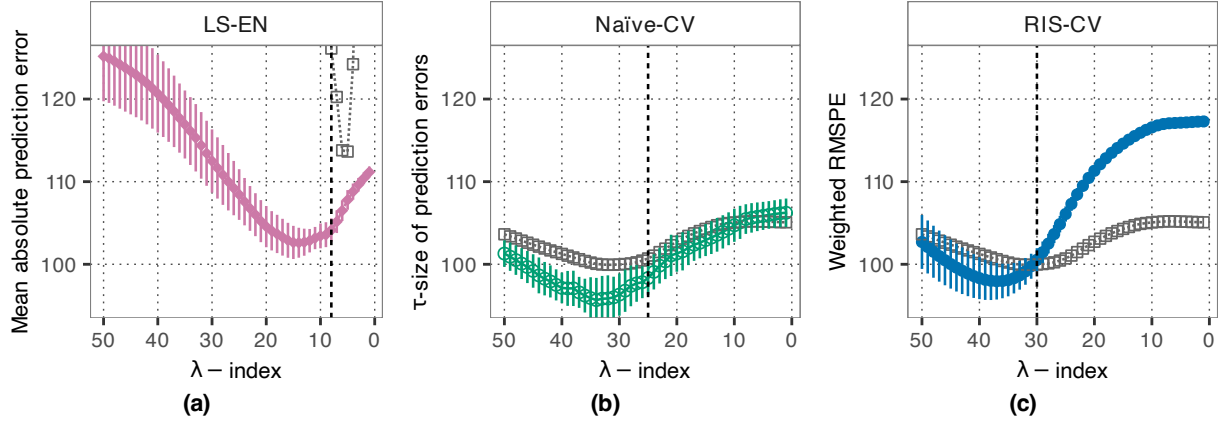 LS-EN
Naïve-CV
RIS-CV
Mean absolute prediction error
120
110
100
50 40 30 20 10 0
λ – index
(a)
τ-size of prediction errors
120
110
100
50 40 30 20 10 0
λ – index
(b)
Weighted RMSPE
120
110
100
50 40 30 20 10 0
λ – index
(c)